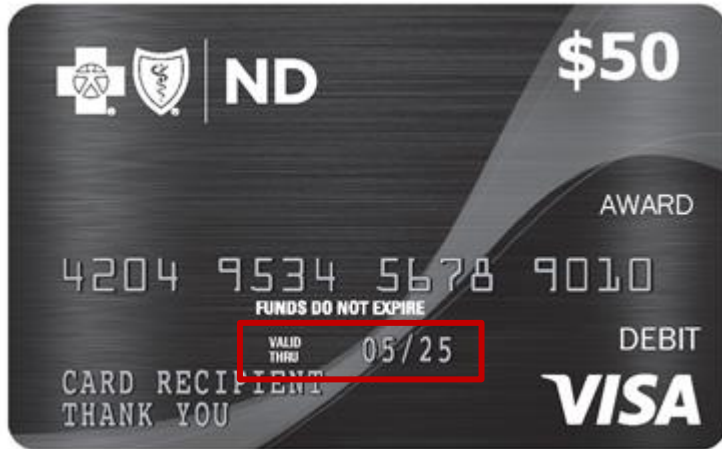 ND
$50
AWARD
4204 9534 5678 9010
FUNDS DO NOT EXPIRE
VALID THRU 05/25
DEBIT
CARD RECIPIENT
THANK YOU
VISA